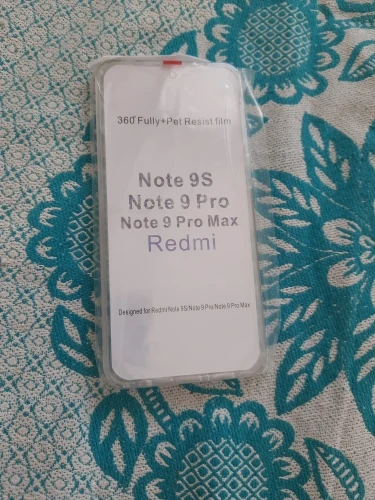 360°Fully+Pet Resist film
Note 9S
Note 9 Pro
Note 9 Pro Max
Redmi
Designed for Redmi Note 9S/Note 9 Pro/Note 9 Pro Max